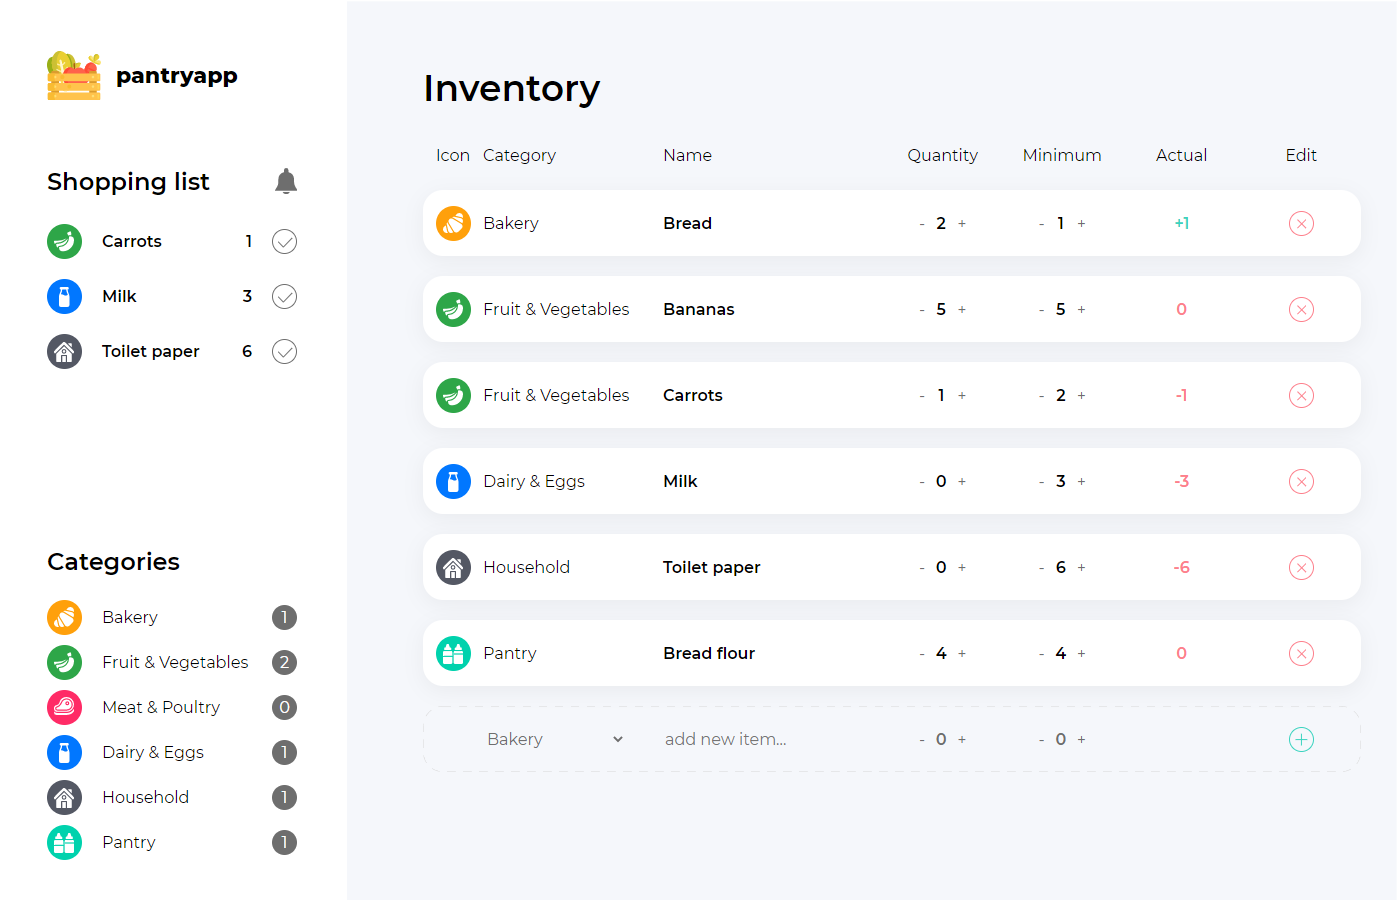 pantryapp
Shopping list
Carrots 1
Milk 3
Toilet paper 6
Categories
Bakery 1
Fruit & Vegetables 2
Meat & Poultry 0
Dairy & Eggs 1
Household 1
Pantry 1
Inventory
Icon Category Name Quantity Minimum Actual Edit
Bakery Bread - 2 + - 1 + +1
Fruit & Vegetables Bananas - 5 + - 5 + 0
Fruit & Vegetables Carrots - 1 + - 2 + -1
Dairy & Eggs Milk - 0 + - 3 + -3
Household Toilet paper - 0 + - 6 + -6
Pantry Bread flour - 4 + - 4 + 0
Bakery add new item... - 0 + - 0 +